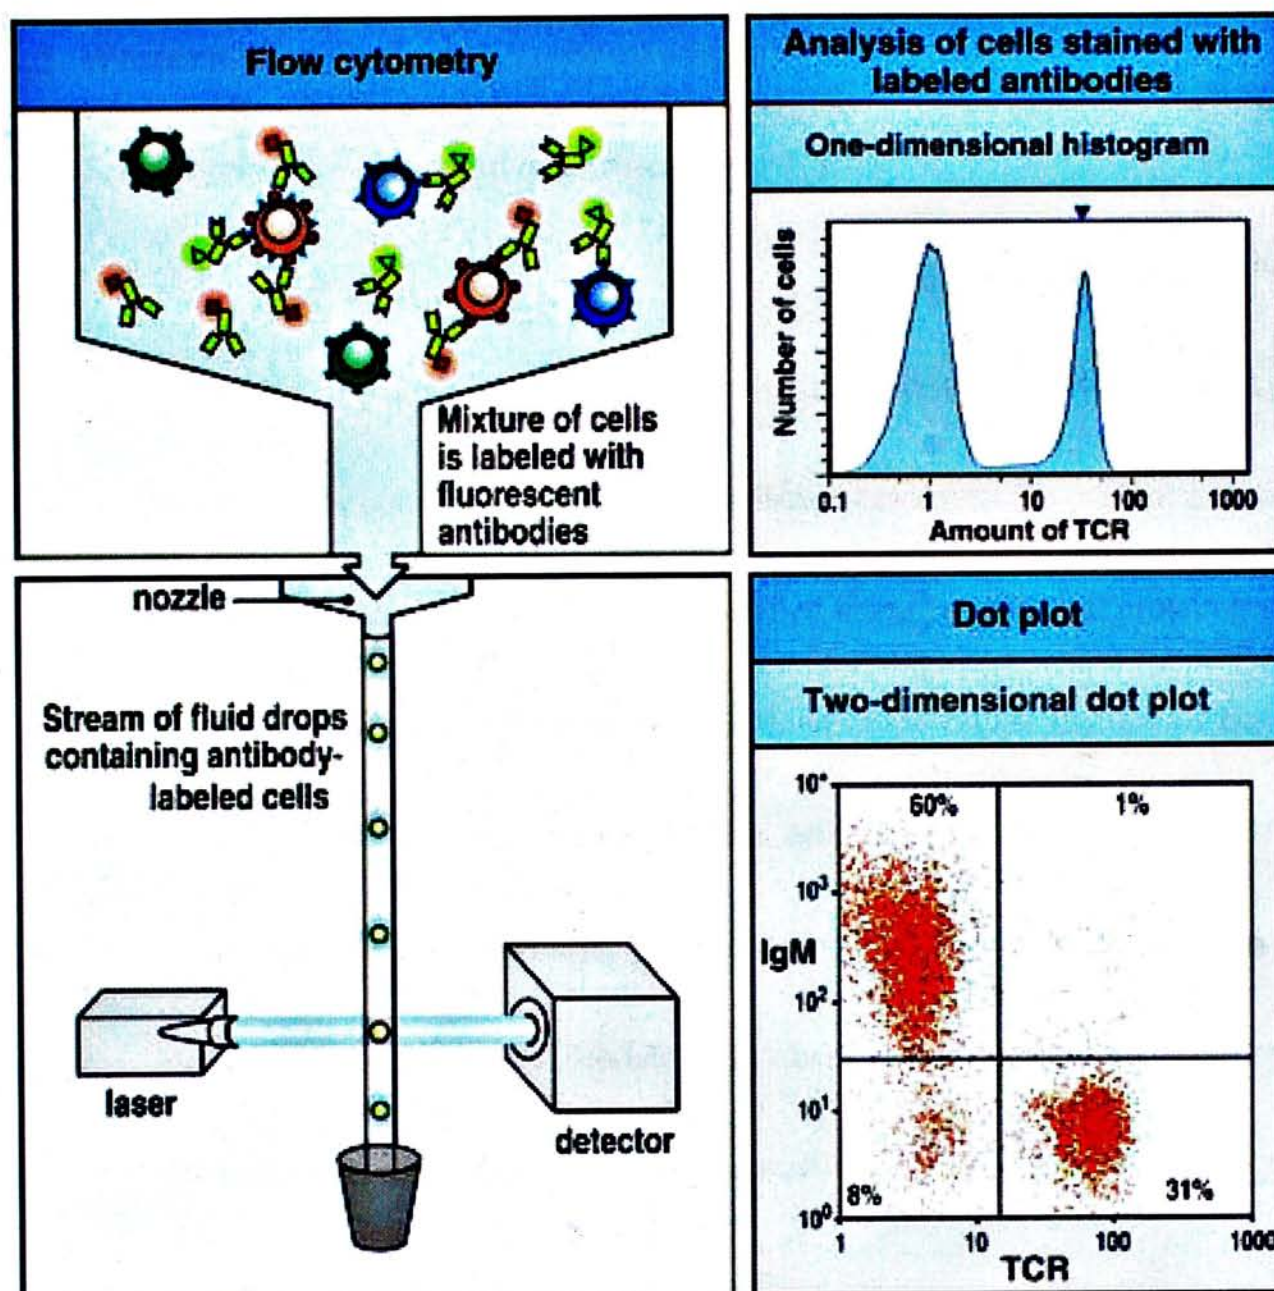 Flow cytometry
Mixture of cells
is labeled with
fluorescent
antibodies
nozzle
Stream of fluid drops
containing antibody-
labeled cells
laser
detector
Analysis of cells stained with
labeled antibodies
One-dimensional histogram
Number of cells
0.1 1 10 100 1000
Amount of TCR
Dot plot
Two-dimensional dot plot
10⁴
60% 1%
10³
IgM
10²
10¹
8% 31%
10⁰
1 10 100 1000
TCR